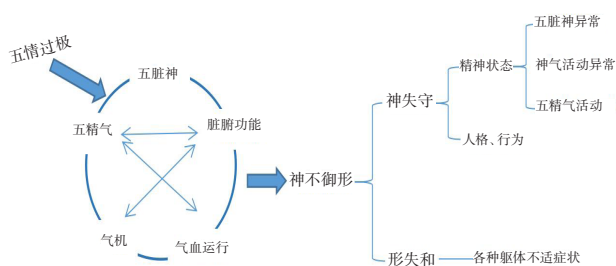 五情过极
五脏神
五精气
脏腑功能
气机
气血运行
神不御形
神失守
精神状态
五脏神异常
神气活动异常
五精气活动
人格、行为
形失和
各种躯体不适症状